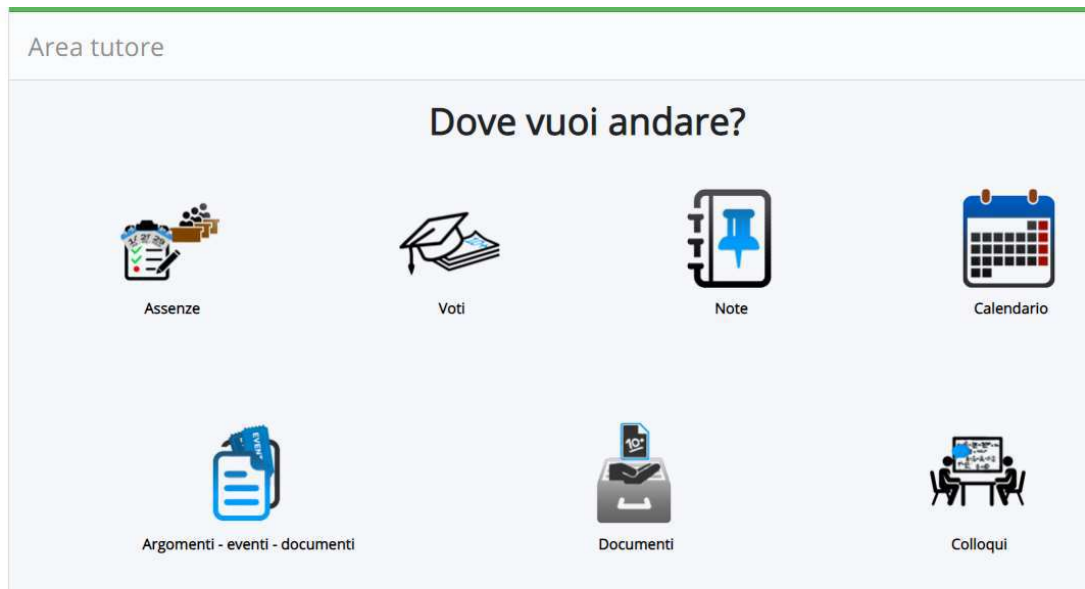 Area tutore
Dove vuoi andare?
Assenze
Voti
Note
Calendario
Argomenti - eventi - documenti
Documenti
Colloqui